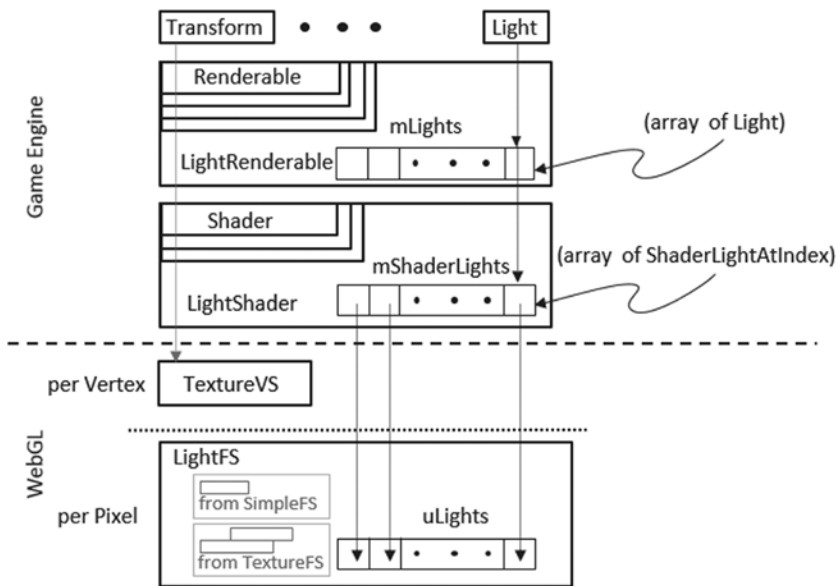 Transform
Light
Game Engine
Renderable
mLights
(array of Light)
LightRenderable
Shader
mShaderLights
(array of ShaderLightAtIndex)
LightShader
WebGL
per Vertex
TextureVS
LightFS
from SimpleFS
per Pixel
uLights
from TextureFS